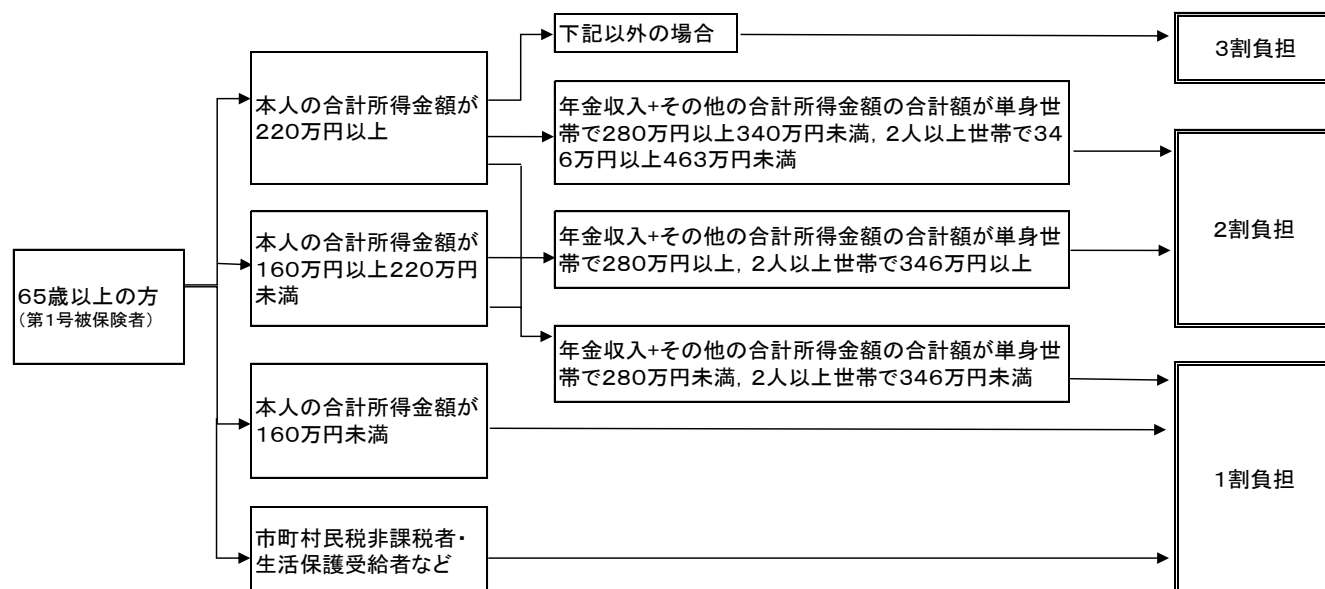 下記以外の場合
3割負担
本人の合計所得金額が
220万円以上
年金収入+その他の合計所得金額の合計額が単身世
帯で280万円以上340万円未満，2人以上世帯で34
6万円以上463万円未満
2割負担
本人の合計所得金額が
160万円以上220万円
未満
年金収入+その他の合計所得金額の合計額が単身世
帯で280万円以上，2人以上世帯で346万円以上
65歳以上の方
（第1号被保険者）
年金収入+その他の合計所得金額の合計額が単身世
帯で280万円未満，2人以上世帯で346万円未満
本人の合計所得金額が
160万円未満
1割負担
市町村民税非課税者・
生活保護受給者など